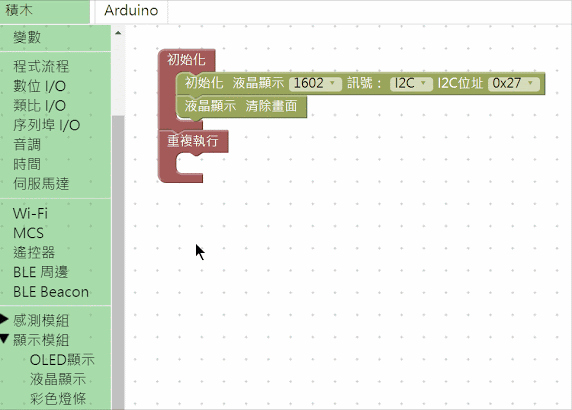 積木 Arduino
變數
程式流程
數位 I/O
類比 I/O
序列埠 I/O
音調
時間
伺服馬達
Wi-Fi
MCS
遙控器
BLE 周邊
BLE Beacon
感測模組
顯示模組
OLED顯示
液晶顯示
彩色燈條
初始化
初始化 液晶顯示 1602 訊號： I2C I2C位址 0x27
液晶顯示 清除畫面
重複執行